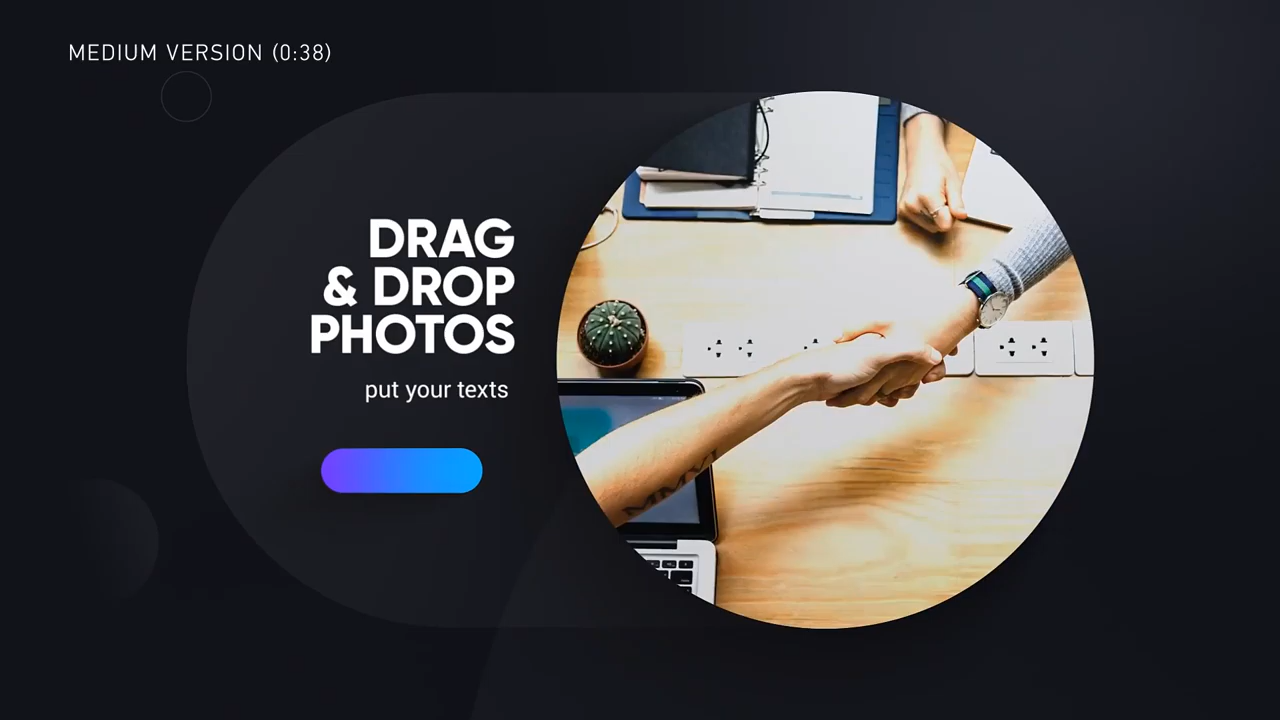 MEDIUM VERSION (0:38)
DRAG
& DROP
PHOTOS
put your texts